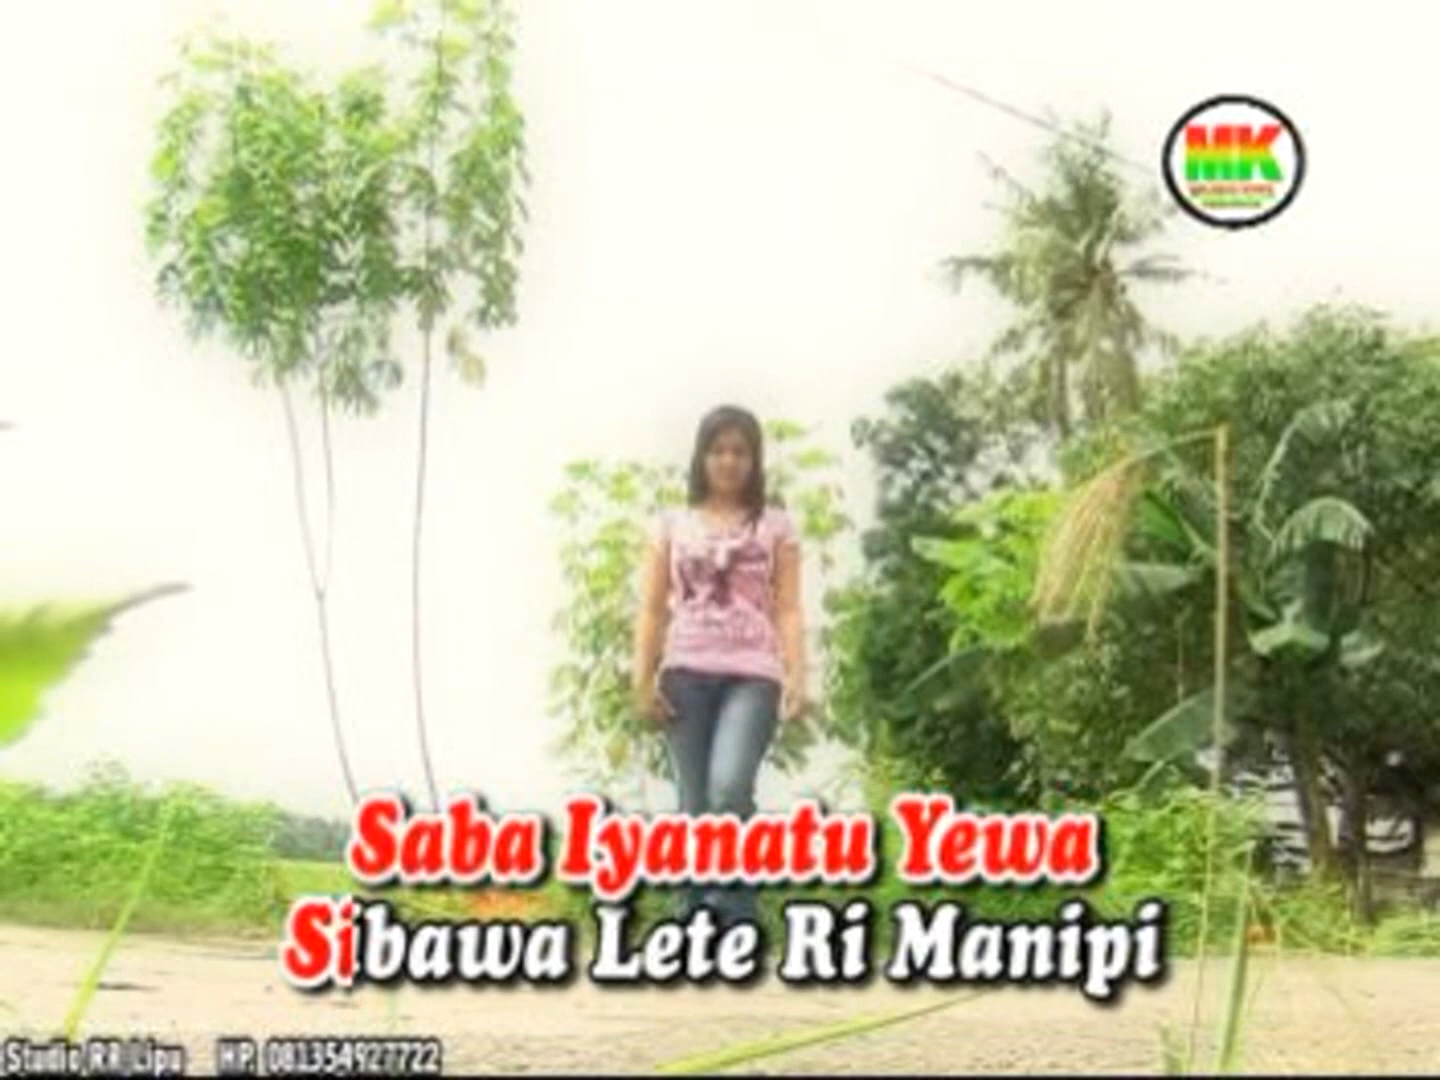 MK
Saba Iyanatu Yewa
Sibawa Lete Ri Manipi
Studio RR Lipu HP. 081354927722